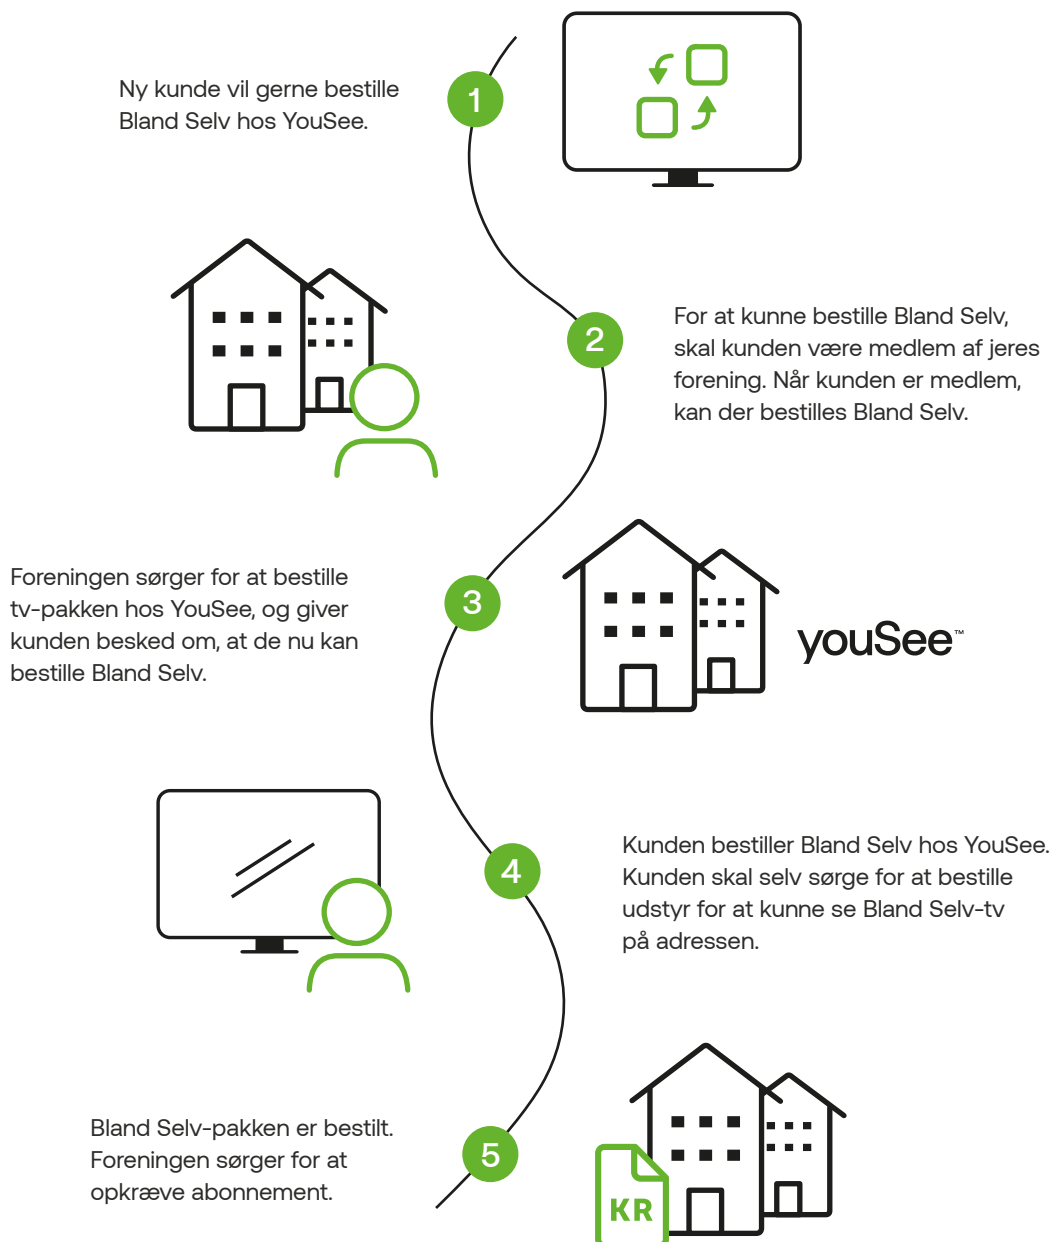 1
Ny kunde vil gerne bestille
Bland Selv hos YouSee.
2
For at kunne bestille Bland Selv,
skal kunden være medlem af jeres
forening. Når kunden er medlem,
kan der bestilles Bland Selv.
3
Foreningen sørger for at bestille
tv-pakken hos YouSee, og giver
kunden besked om, at de nu kan
bestille Bland Selv.
youSee™
4
Kunden bestiller Bland Selv hos YouSee.
Kunden skal selv sørge for at bestille
udstyr for at kunne se Bland Selv-tv
på adressen.
5
Bland Selv-pakken er bestilt.
Foreningen sørger for at
opkræve abonnement.
KR